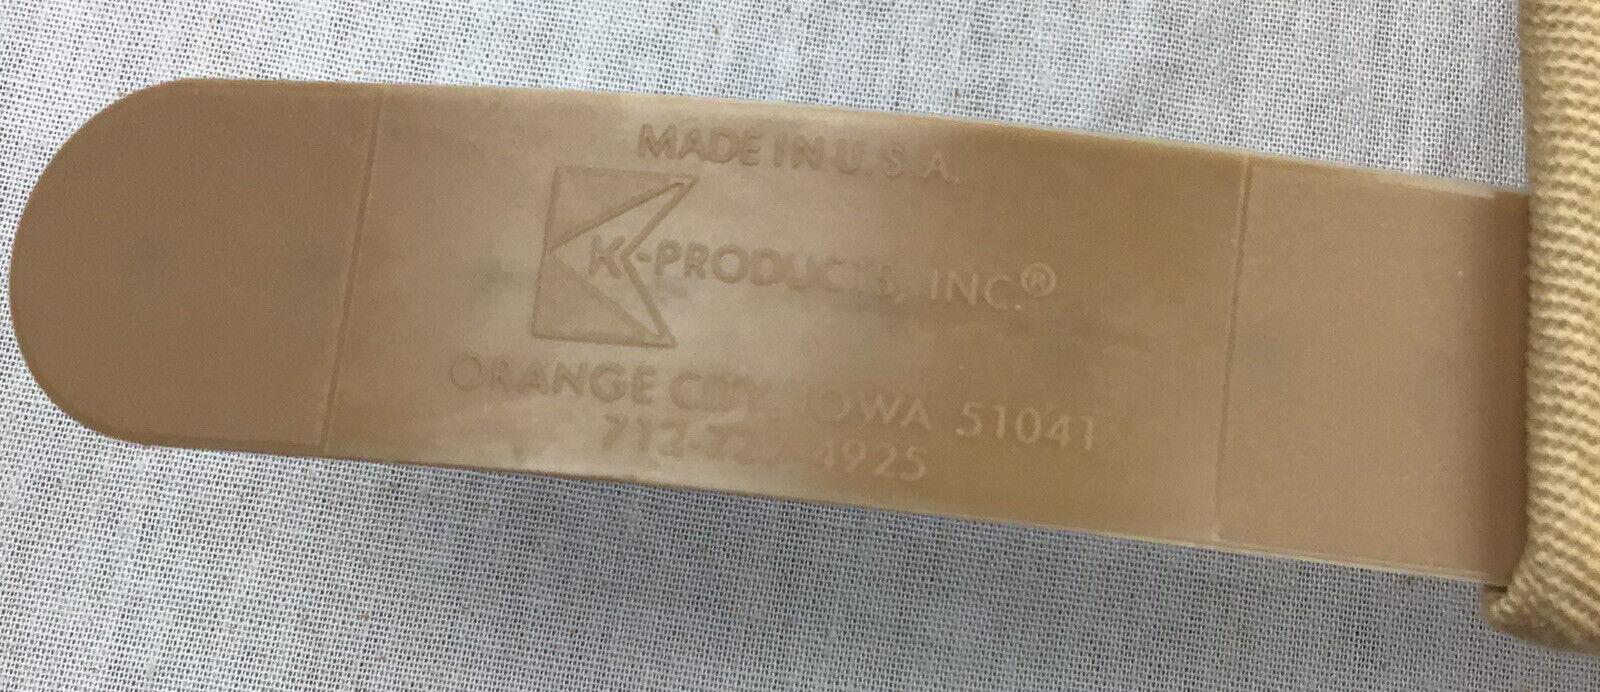 MADE IN U.S.A.
K-PRODUCTS, INC.®
ORANGE CITY, IOWA 51041